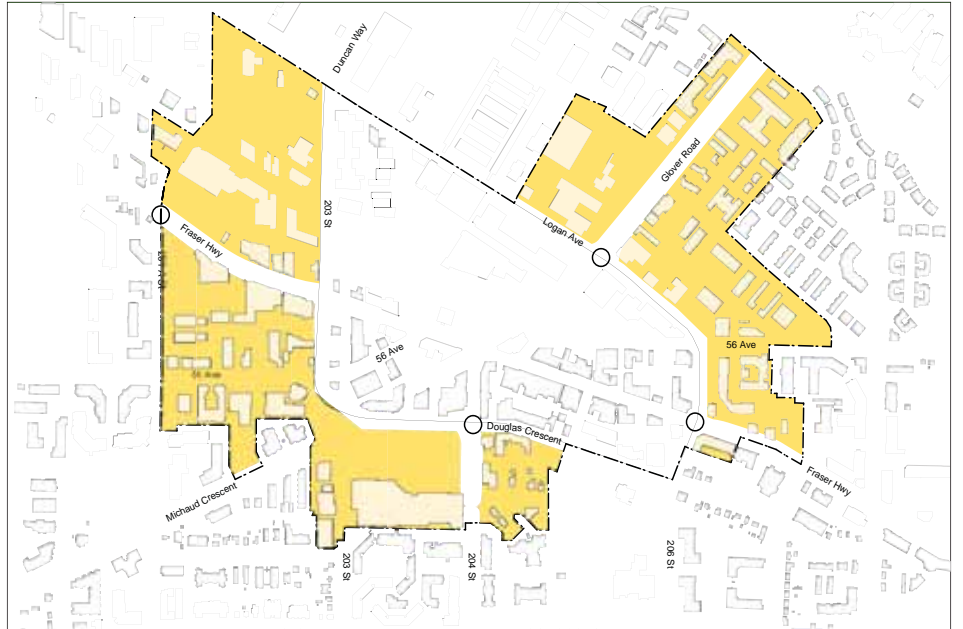 Duncan Way
Glover Road
203 St
Logan Ave
Fraser Hwy
56 Ave
56 Ave
Douglas Crescent
Michaud Crescent
Fraser Hwy
203 St
204 St
206 St